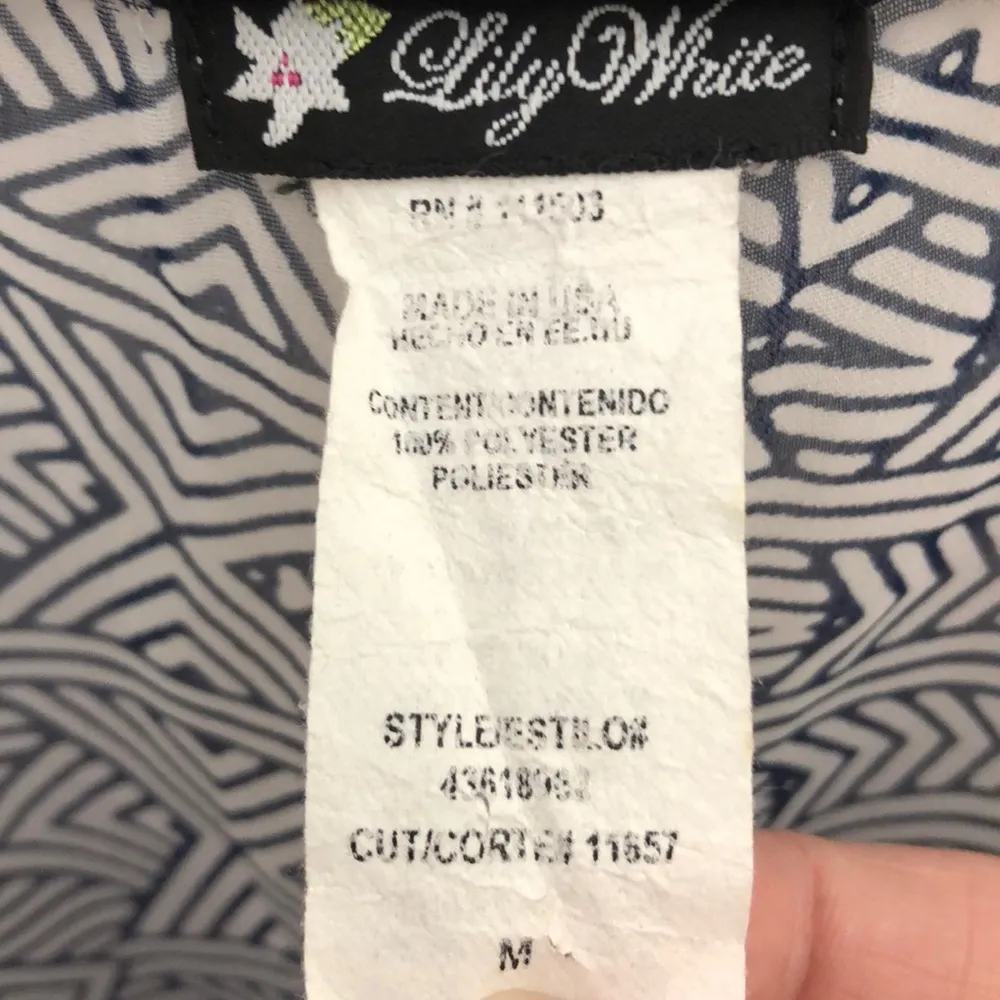 Lily White
RN #
MADE IN USA
HECHO EN EE.UU
CONTENT/CONTENIDO
100% POLYESTER
POLIESTER
STYLE/ESTILO#
CUT/CORTE# 11657
M